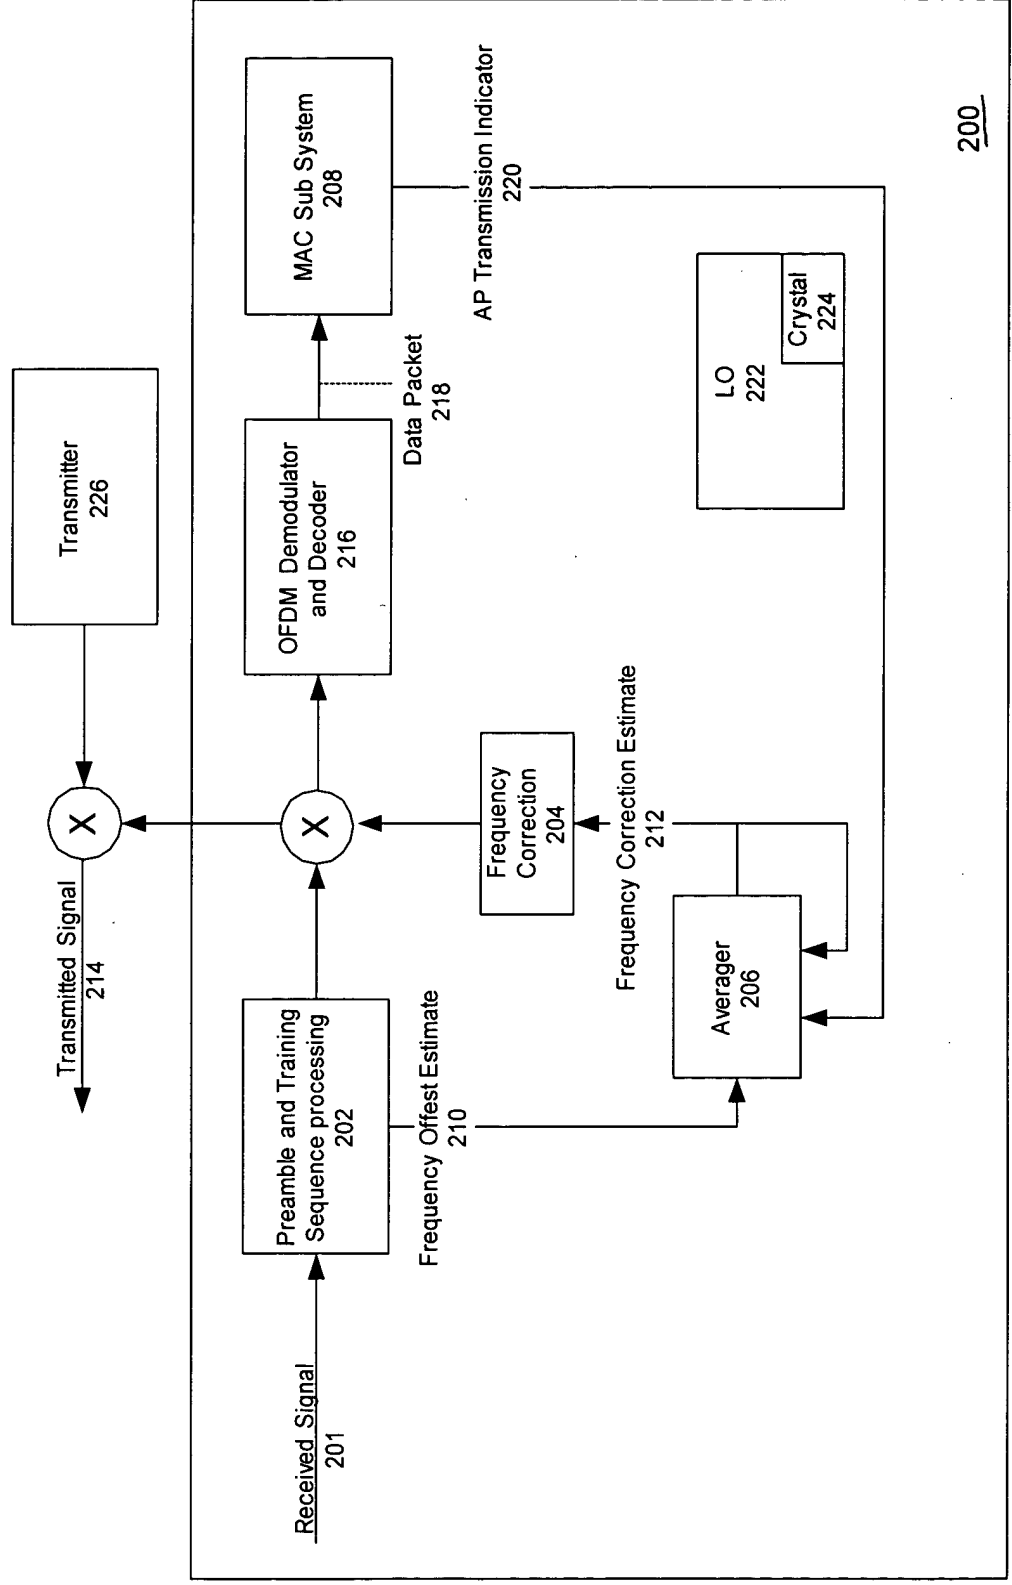 Transmitted Signal
214
X
Transmitter
226
Received Signal
201
Preamble and Training
Sequence processing
202
X
OFDM Demodulator
and Decoder
216
Data Packet
218
MAC Sub System
208
Frequency Offest Estimate
210
Frequency
Correction
204
AP Transmission Indicator
220
Frequency Correction Estimate
212
Averager
206
LO
222
Crystal
224
200